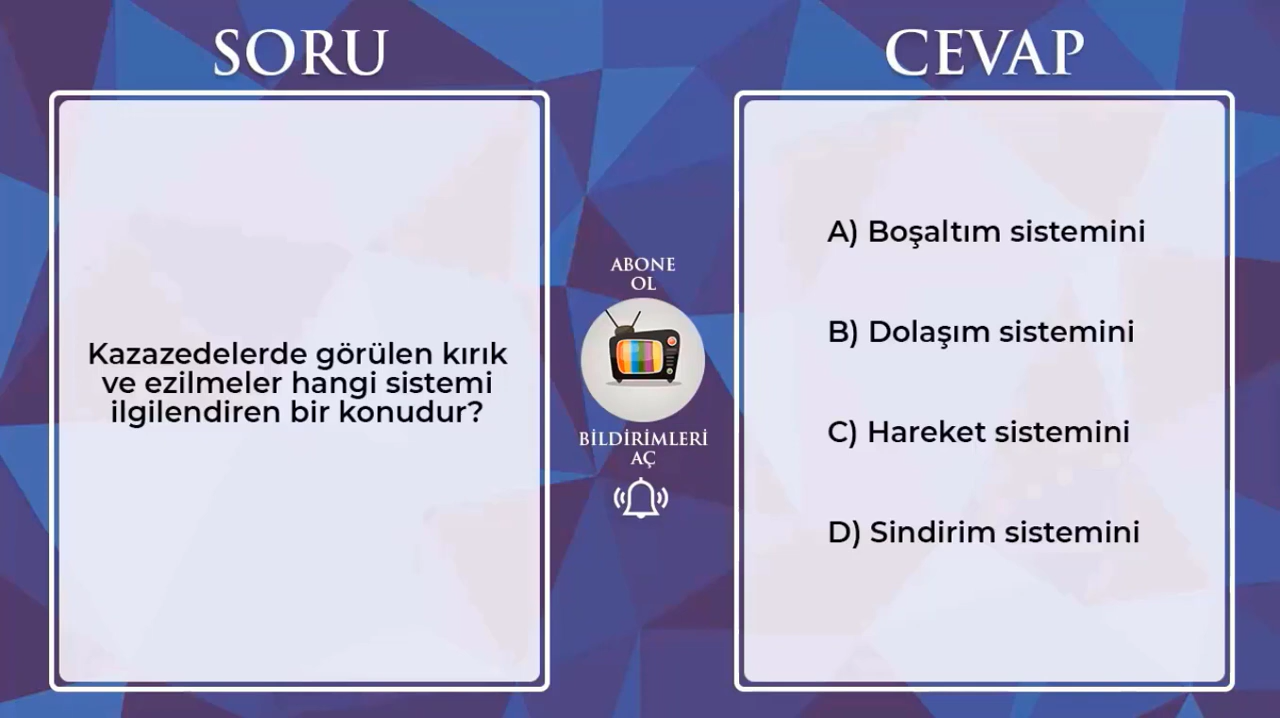 SORU
Kazazedelerde görülen kırık
ve ezilmeler hangi sistemi
ilgilendiren bir konudur?
ABONE
OL
BİLDİRİMLERİ
AÇ
CEVAP
A) Boşaltım sistemini
B) Dolaşım sistemini
C) Hareket sistemini
D) Sindirim sistemini